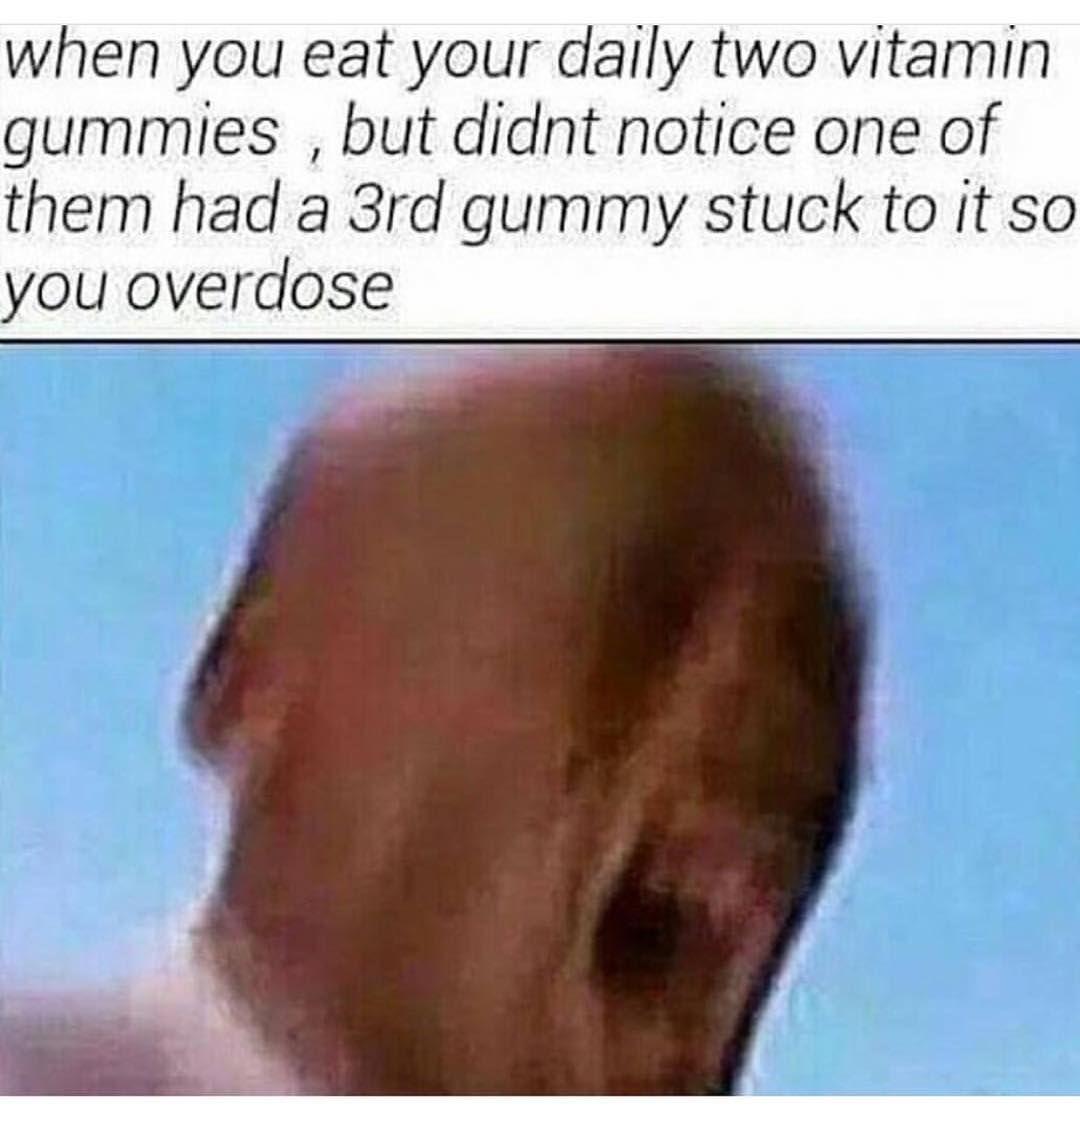 when you eat your daily two vitamin
gummies , but didnt notice one of
them had a 3rd gummy stuck to it so
you overdose